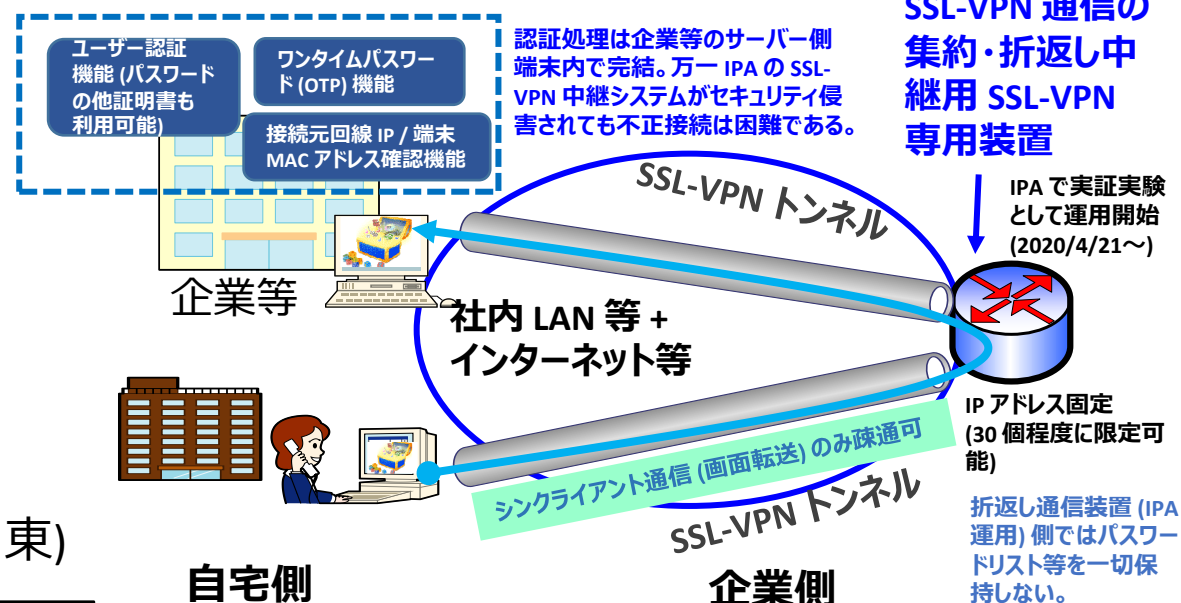 ユーザー認証
機能 (パスワード
の他証明書も
利用可能)
ワンタイムパスワー
ド (OTP) 機能
接続元回線 IP / 端末
MAC アドレス確認機能
認証処理は企業等のサーバー側
端末内で完結。万一 IPA の SSL-
VPN 中継システムがセキュリティ侵
害されても不正接続は困難である。
SSL-VPN 通信の
集約・折返し中
継用 SSL-VPN
専用装置
IPA で実証実験
として運用開始
(2020/4/21~)
SSL-VPN トンネル
企業等
社内 LAN 等 +
インターネット等
IP アドレス固定
(30 個程度に限定可
能)
シンクライアント通信 (画面転送) のみ疎通可
SSL-VPN トンネル
折返し通信装置 (IPA
運用) 側ではパスワー
ドリスト等を一切保
持しない。
東)
自宅側
企業側